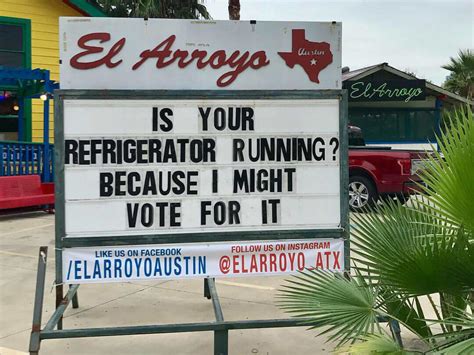 El Arroyo
Austin
El Arroyo
IS YOUR
REFRIGERATOR RUNNING?
BECAUSE I MIGHT
VOTE FOR IT
LIKE US ON FACEBOOK
/ELARROYOAUSTIN
FOLLOW US ON INSTAGRAM
@ELARROYO_ATX